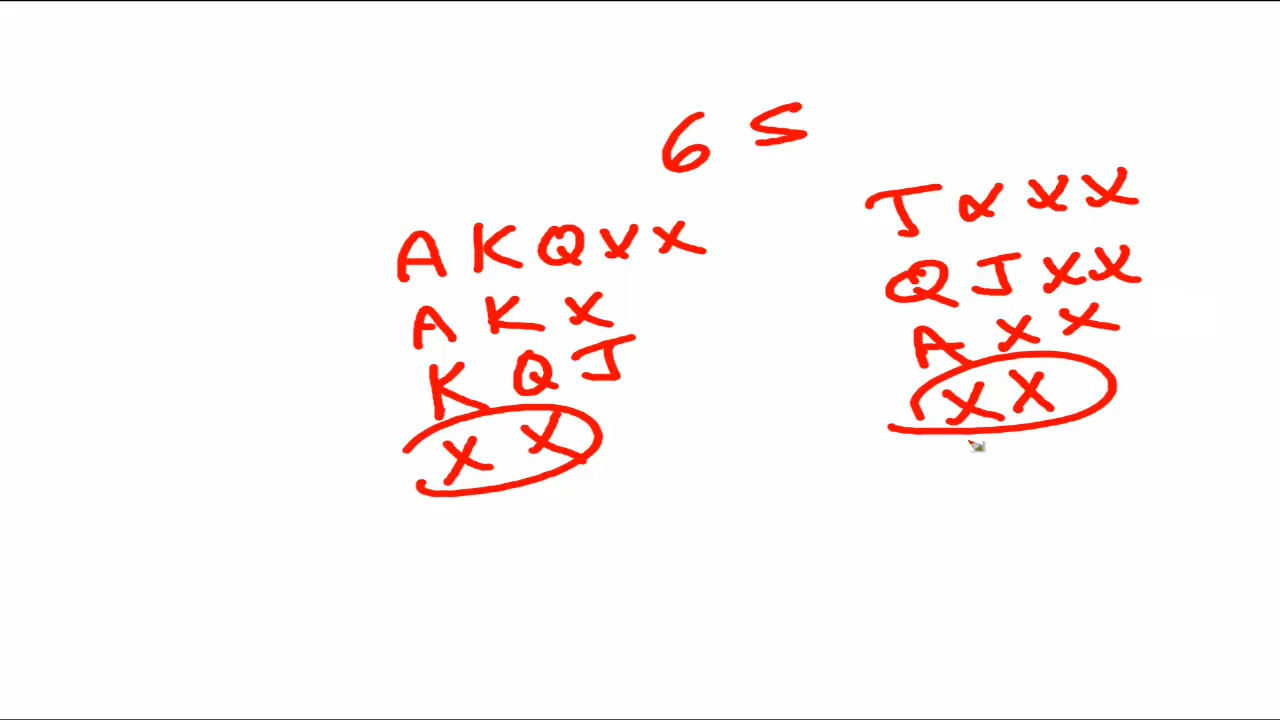 6 S
A K Q X X
A K X
K Q J
X X
J X X X
Q J X X
A X X
X X